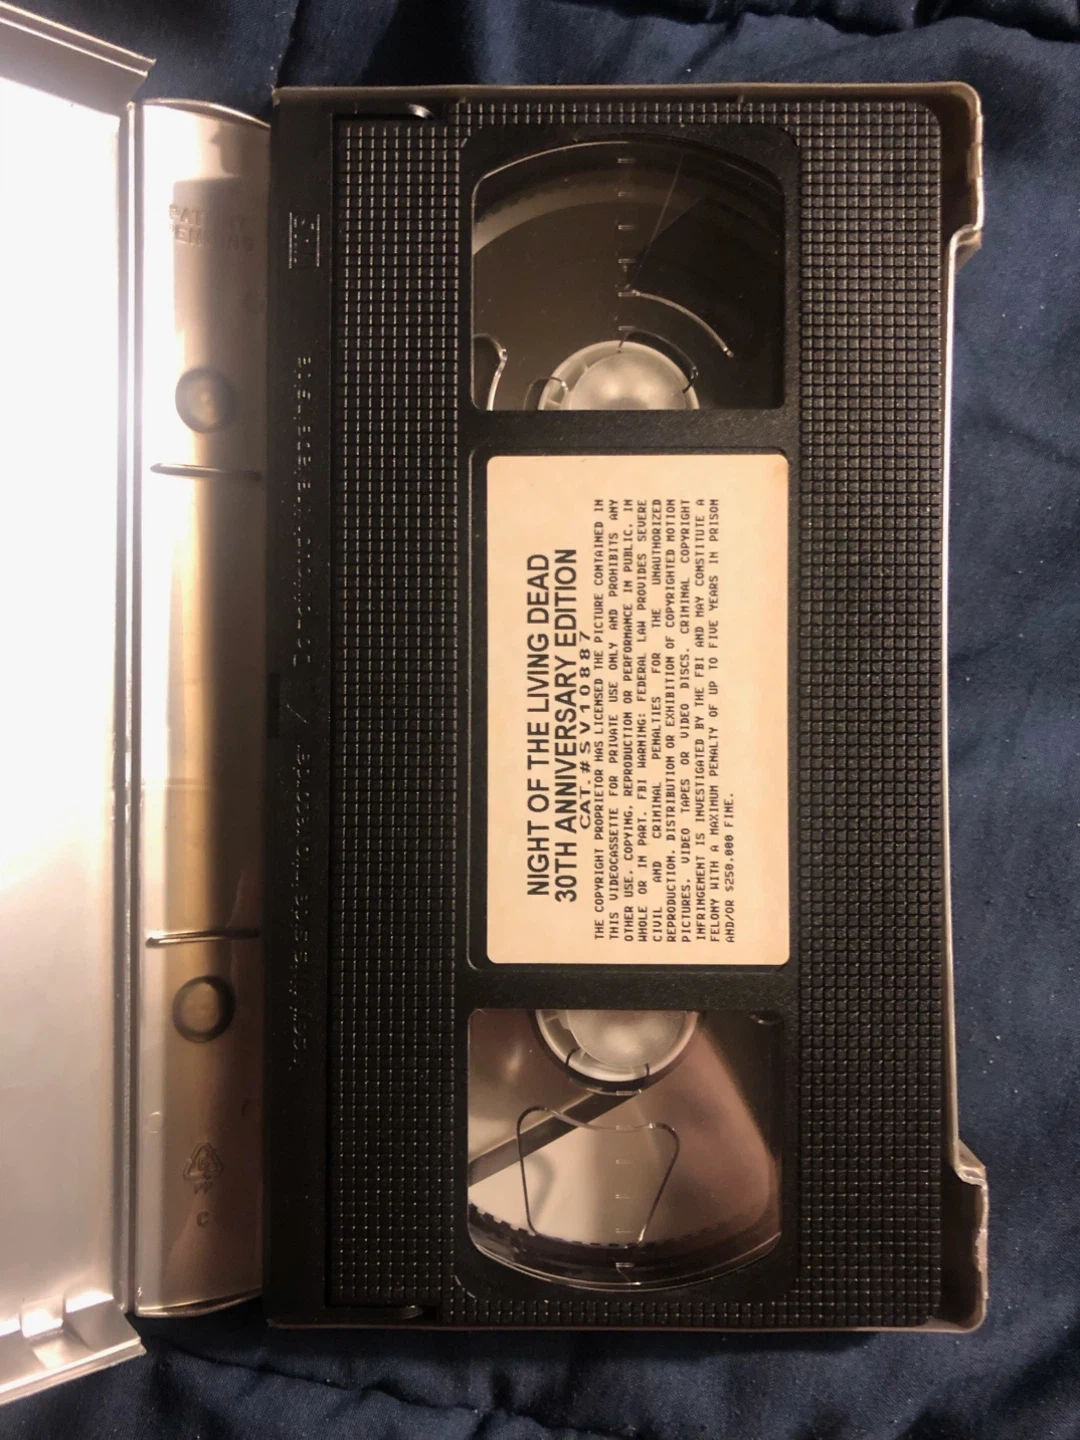 NIGHT OF THE LIVING DEAD
30TH ANNIVERSARY EDITION
CAT.#SV10887
THE COPYRIGHT PROPRIETOR HAS LICENSED THE PICTURE CONTAINED IN
THIS VIDEOCASSETTE FOR PRIVATE USE ONLY AND PROHIBITS ANY
OTHER USE, COPYING, REPRODUCTION OR PERFORMANCE IN PUBLIC, IN
WHOLE OR IN PART. FBI WARNING: FEDERAL LAW PROVIDES SEVERE
CIVIL AND CRIMINAL PENALTIES FOR THE UNAUTHORIZED
REPRODUCTION, DISTRIBUTION OR EXHIBITION OF COPYRIGHTED MOTION
PICTURES, VIDEO TAPES OR VIDEO DISCS. CRIMINAL COPYRIGHT
INFRINGEMENT IS INVESTIGATED BY THE FBI AND MAY CONSTITUTE A
FELONY WITH A MAXIMUM PENALTY OF UP TO FIVE YEARS IN PRISON
AND/OR $250,000 FINE.
PENDING
PP
C